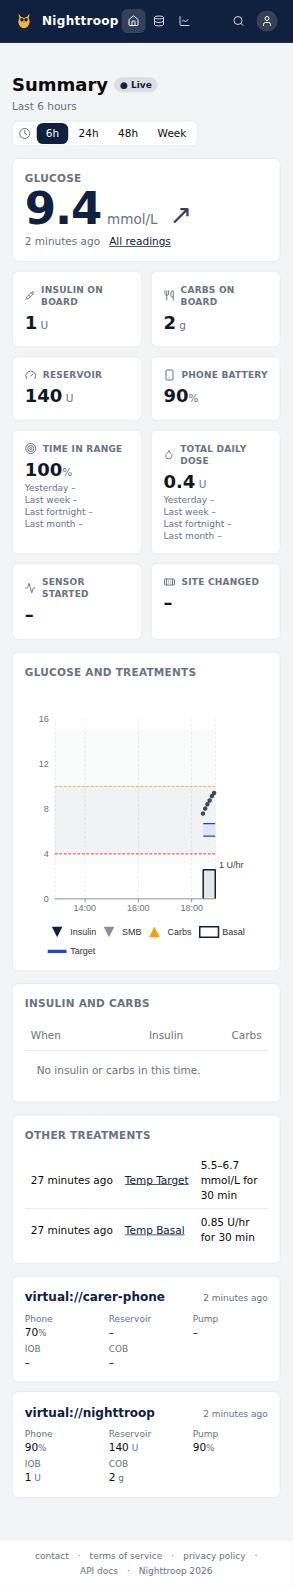 Nighttroop
Summary
Live
Last 6 hours
6h 24h 48h Week
GLUCOSE
9.4 mmol/L ↗
2 minutes ago All readings
INSULIN ON
BOARD
1 U
CARBS ON
BOARD
2 g
RESERVOIR
140 U
PHONE BATTERY
90%
TIME IN RANGE
100%
Yesterday –
Last week –
Last fortnight –
Last month –
TOTAL DAILY
DOSE
0.4 U
Yesterday –
Last week –
Last fortnight –
Last month –
SENSOR
STARTED
–
SITE CHANGED
–
GLUCOSE AND TREATMENTS
16
12
8
4
0
1 U/hr
14:00 16:00 18:00
Insulin SMB Carbs Basal
Target
INSULIN AND CARBS
When Insulin Carbs
No insulin or carbs in this time.
OTHER TREATMENTS
27 minutes ago Temp Target 5.5–6.7
mmol/L for
30 min
27 minutes ago Temp Basal 0.85 U/hr
for 30 min
virtual://carer-phone 2 minutes ago
Phone Reservoir Pump
70% – –
IOB COB
– –
virtual://nighttroop 2 minutes ago
Phone Reservoir Pump
90% 140 U 90%
IOB COB
1 U 2 g
contact · terms of service · privacy policy ·
API docs · Nighttroop 2026